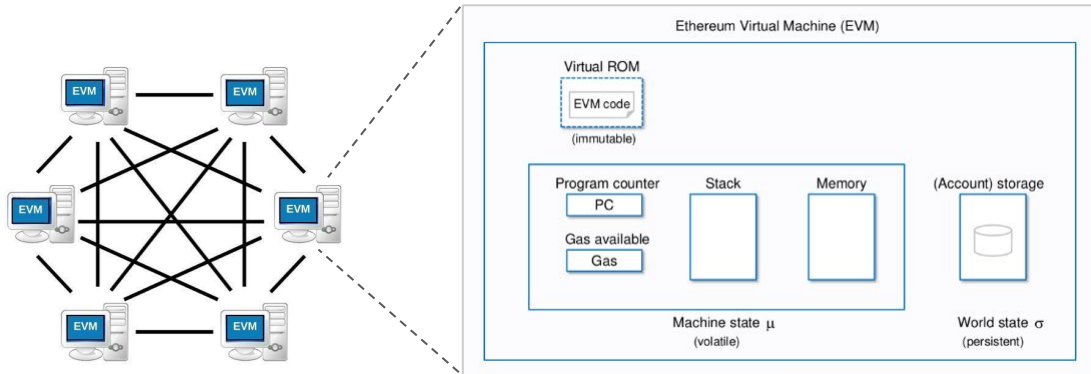 EVM
EVM
EVM
EVM
EVM
EVM
Ethereum Virtual Machine (EVM)
Virtual ROM
EVM code
(immutable)
Program counter
PC
Gas available
Gas
Stack
Memory
(Account) storage
Machine state μ
(volatile)
World state σ
(persistent)